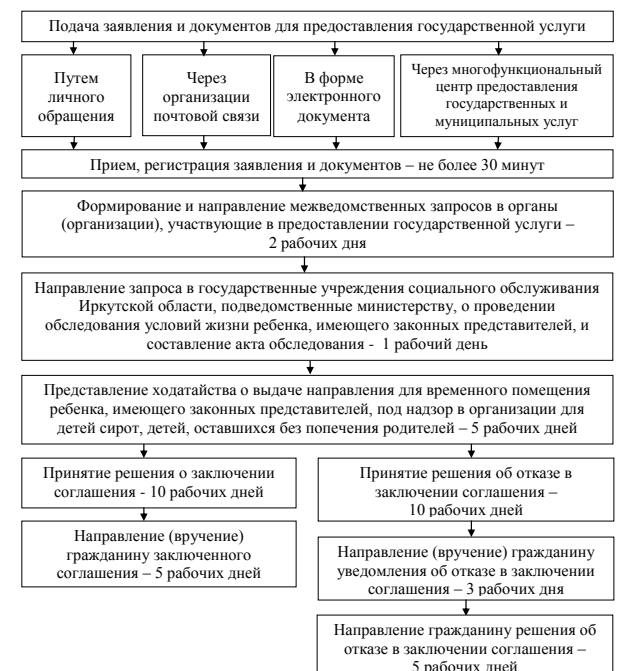 Подача заявления и документов для предоставления государственной услуги
Путем
личного
обращения
Через
организации
почтовой связи
В форме
электронного
документа
Через многофункциональный
центр предоставления
государственных и
муниципальных услуг
Прием, регистрация заявления и документов – не более 30 минут
Формирование и направление межведомственных запросов в органы
(организации), участвующие в предоставлении государственной услуги –
2 рабочих дня
Направление запроса в государственные учреждения социального обслуживания
Иркутской области, подведомственные министерству, о проведении
обследования условий жизни ребенка, имеющего законных представителей, и
составление акта обследования - 1 рабочий день
Представление ходатайства о выдаче направления для временного помещения
ребенка, имеющего законных представителей, под надзор в организации для
детей сирот, детей, оставшихся без попечения родителей – 5 рабочих дней
Принятие решения о заключении
соглашения - 10 рабочих дней
Направление (вручение)
гражданину заключенного
соглашения – 5 рабочих дней
Принятие решения об отказе в
заключении соглашения –
10 рабочих дней
Направление (вручение) гражданину
уведомления об отказе в заключении
соглашения – 3 рабочих дня
Направление гражданину решения об
отказе в заключении соглашения –
5 рабочих дней